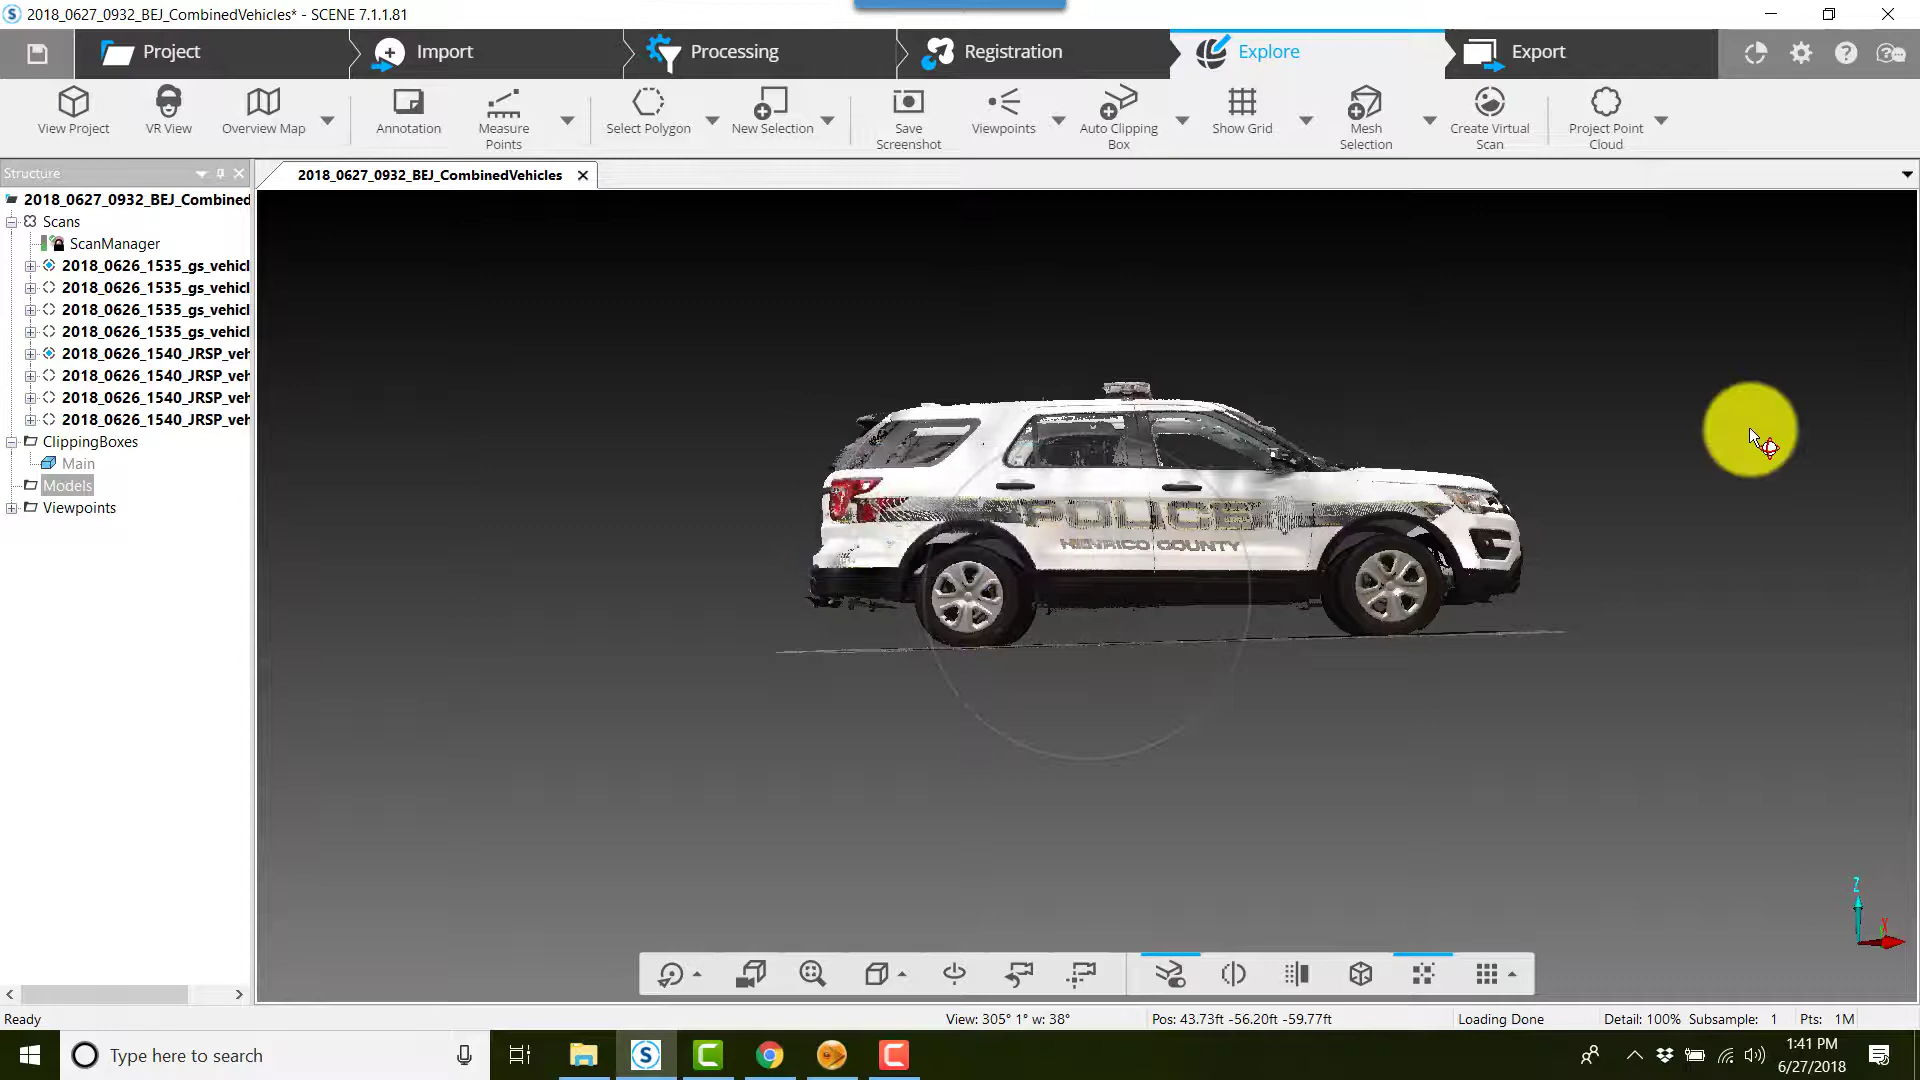 2018_0627_0932_BEJ_CombinedVehicles* - SCENE 7.1.1.81
Project
Import
Processing
Registration
Explore
Export
View Project
VR View
Overview Map
Annotation
Measure Points
Select Polygon
New Selection
Save Screenshot
Viewpoints
Auto Clipping Box
Show Grid
Mesh Selection
Create Virtual Scan
Project Point Cloud
Structure
2018_0627_0932_BEJ_CombinedVehicles
2018_0627_0932_BEJ_Combined
Scans
ScanManager
2018_0626_1535_gs_vehicl
2018_0626_1535_gs_vehicl
2018_0626_1535_gs_vehicl
2018_0626_1535_gs_vehicl
2018_0626_1540_JRSP_veh
2018_0626_1540_JRSP_veh
2018_0626_1540_JRSP_veh
2018_0626_1540_JRSP_veh
ClippingBoxes
Main
Models
Viewpoints
POLICE
HENRICO COUNTY
Z
Ready
View: 305° 1° w: 38°
Pos: 43.73ft -56.20ft -59.77ft
Loading Done
Detail: 100%
Subsample: 1
Pts: 1M
Type here to search
1:41 PM
6/27/2018